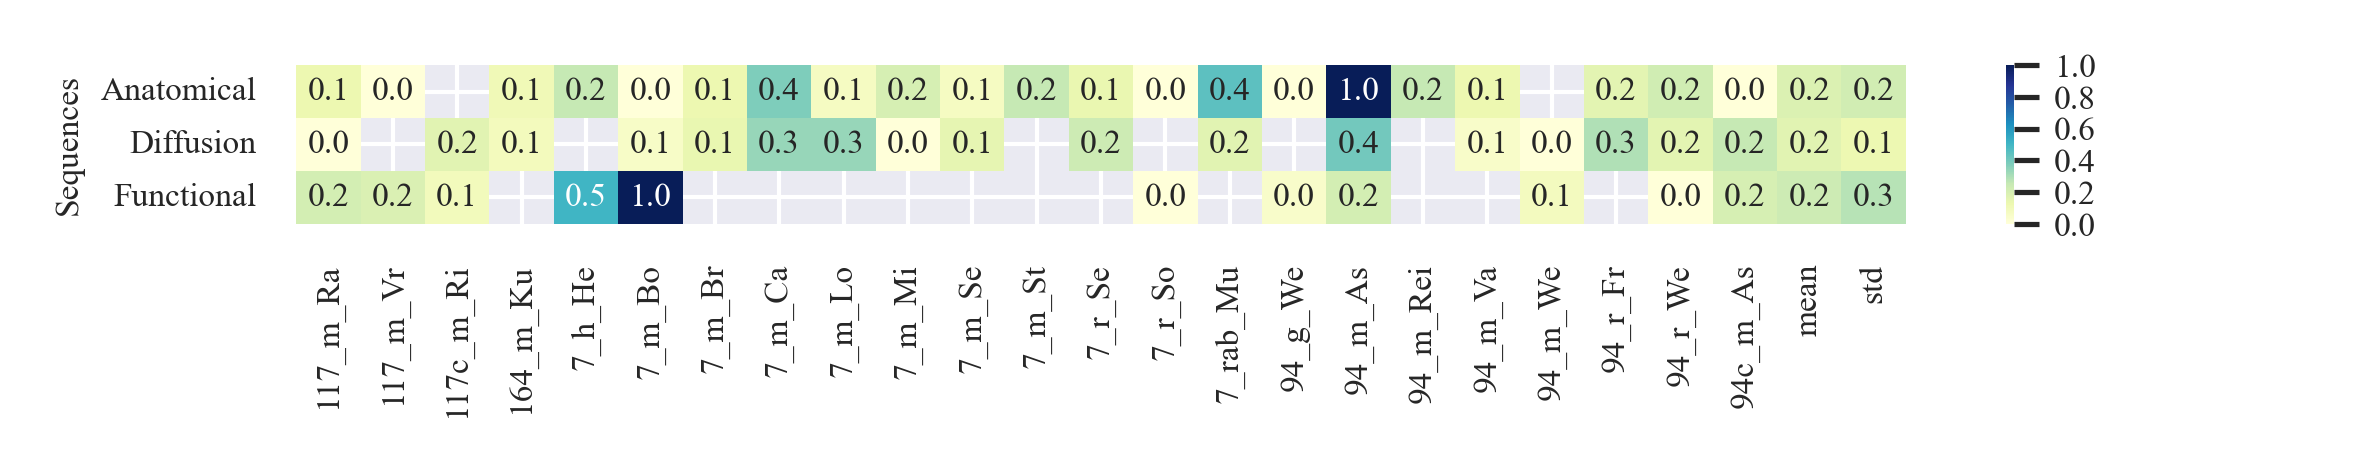 Sequences
Anatomical 0.1 0.0 0.1 0.2 0.0 0.1 0.4 0.1 0.2 0.1 0.2 0.1 0.0 0.4 0.0 1.0 0.2 0.1 0.2 0.2 0.0 0.2 0.2
Diffusion 0.0 0.2 0.1 0.1 0.1 0.3 0.3 0.0 0.1 0.2 0.2 0.4 0.1 0.0 0.3 0.2 0.2 0.2 0.1
Functional 0.2 0.2 0.1 0.5 1.0 0.0 0.0 0.2 0.1 0.0 0.2 0.2 0.3
117_m_Ra
117_m_Vr
117c_m_Ri
164_m_Ku
7_h_He
7_m_Bo
7_m_Br
7_m_Ca
7_m_Lo
7_m_Mi
7_m_Se
7_m_St
7_r_Se
7_r_So
7_rab_Mu
94_g_We
94_m_As
94_m_Rei
94_m_Va
94_m_We
94_r_Fr
94_r_We
94c_m_As
mean
std
1.0
0.8
0.6
0.4
0.2
0.0